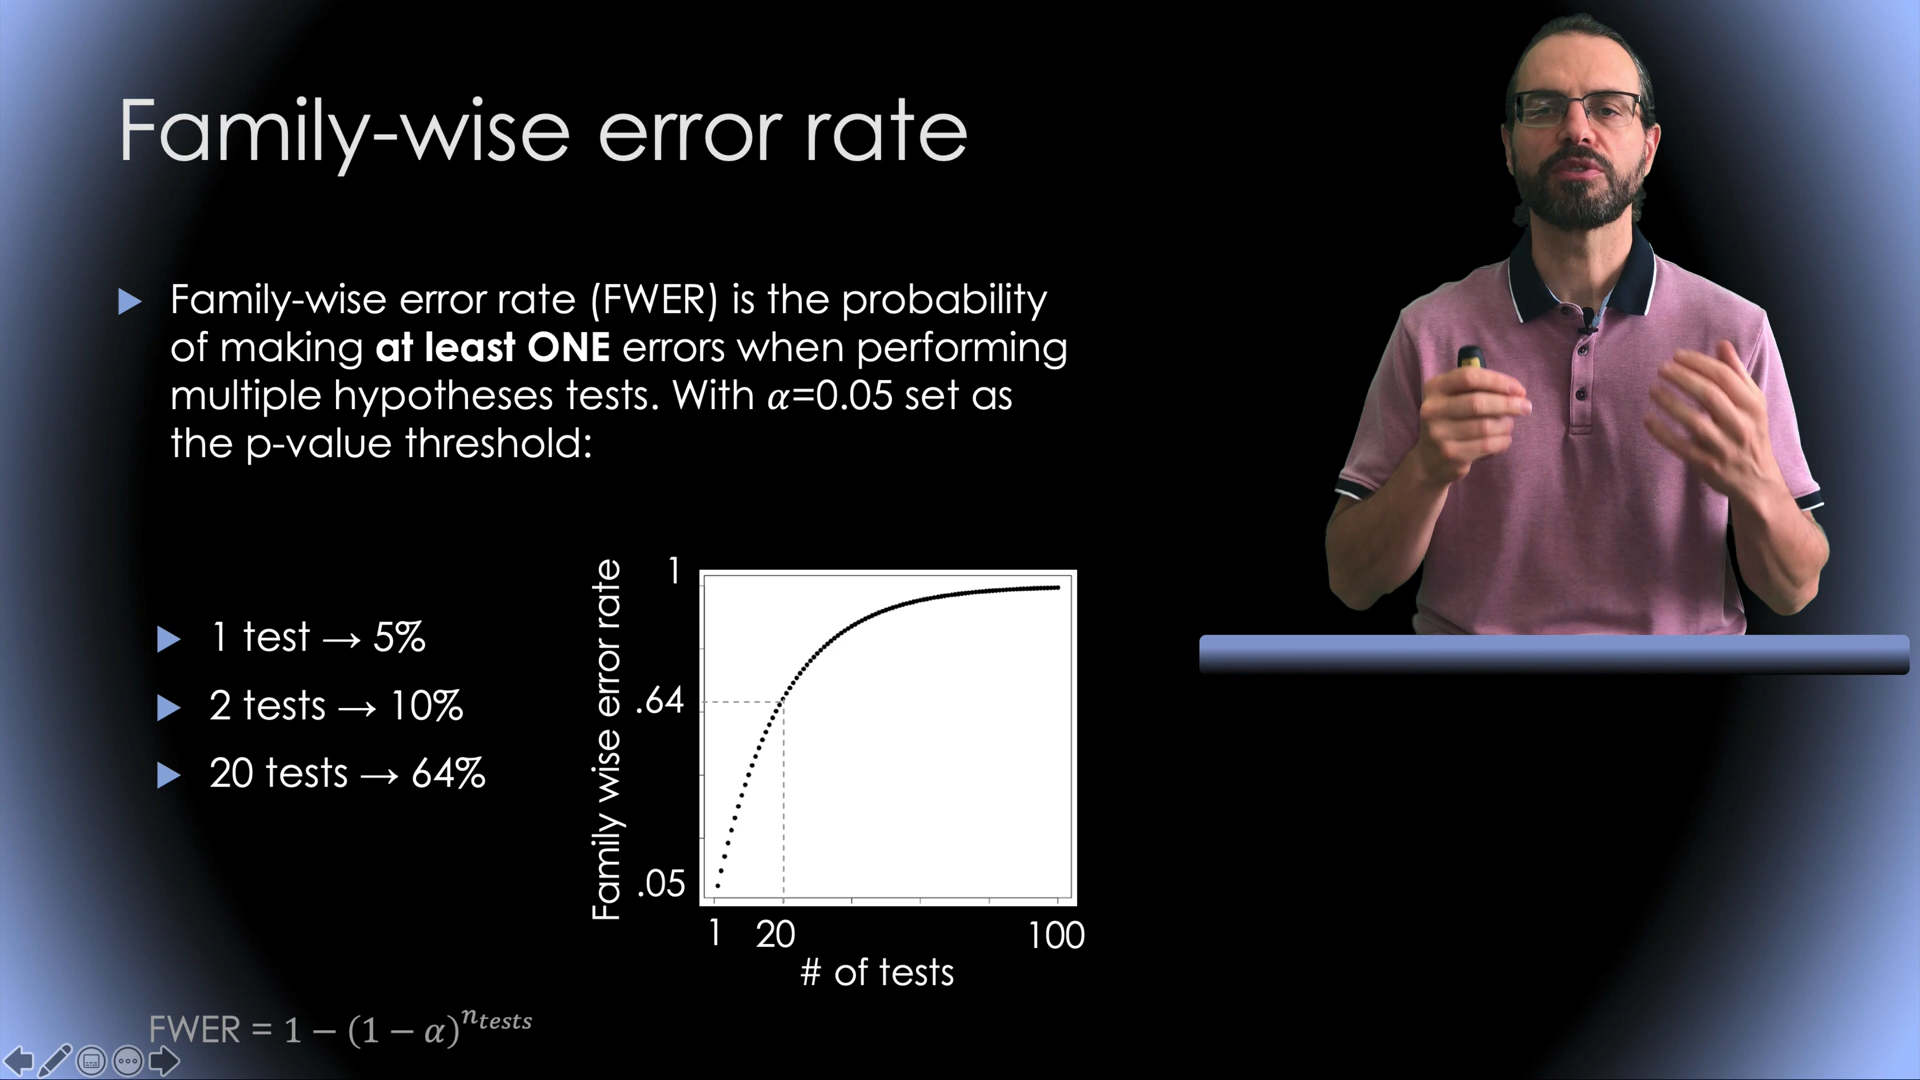 Family-wise error rate
Family-wise error rate (FWER) is the probability
of making at least ONE errors when performing
multiple hypotheses tests. With α=0.05 set as
the p-value threshold:
1 test → 5%
2 tests → 10%
20 tests → 64%
Family wise error rate
1
.64
.05
1 20 100
# of tests
FWER = 1 − (1 − α)^{n_{tests}}